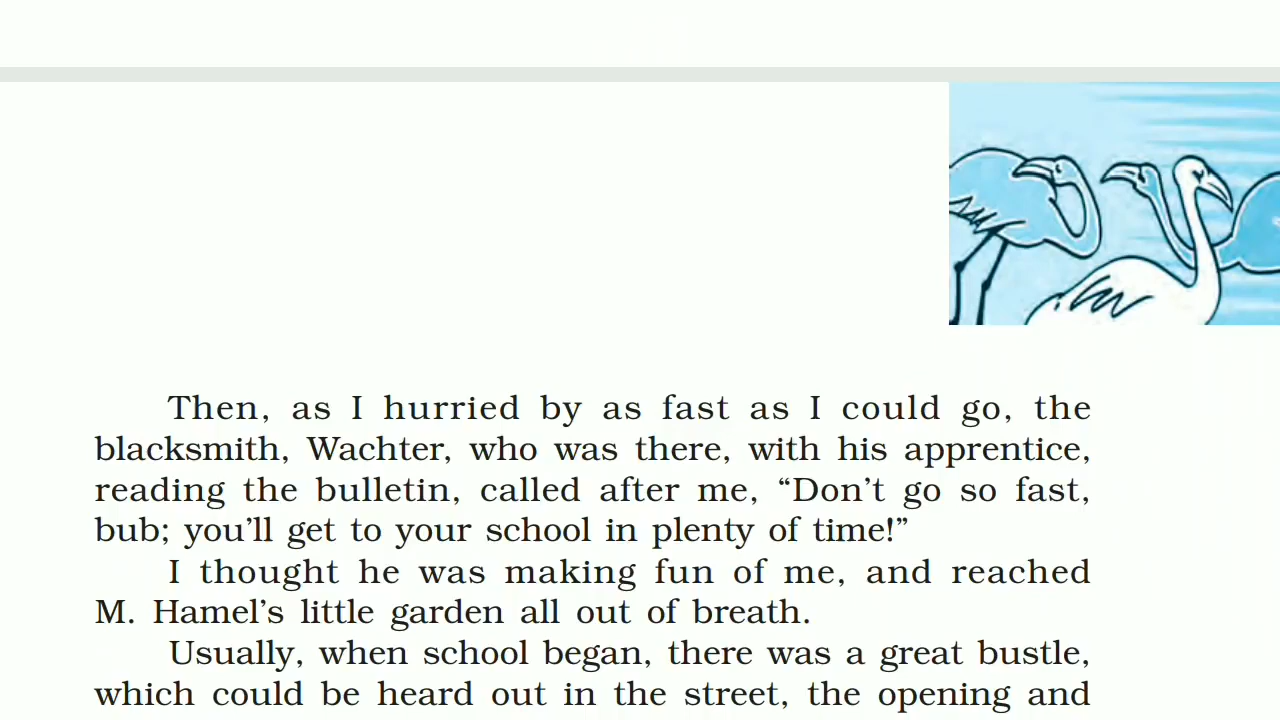 Then, as I hurried by as fast as I could go, the
blacksmith, Wachter, who was there, with his apprentice,
reading the bulletin, called after me, “Don’t go so fast,
bub; you’ll get to your school in plenty of time!”
I thought he was making fun of me, and reached
M. Hamel’s little garden all out of breath.
Usually, when school began, there was a great bustle,
which could be heard out in the street, the opening and